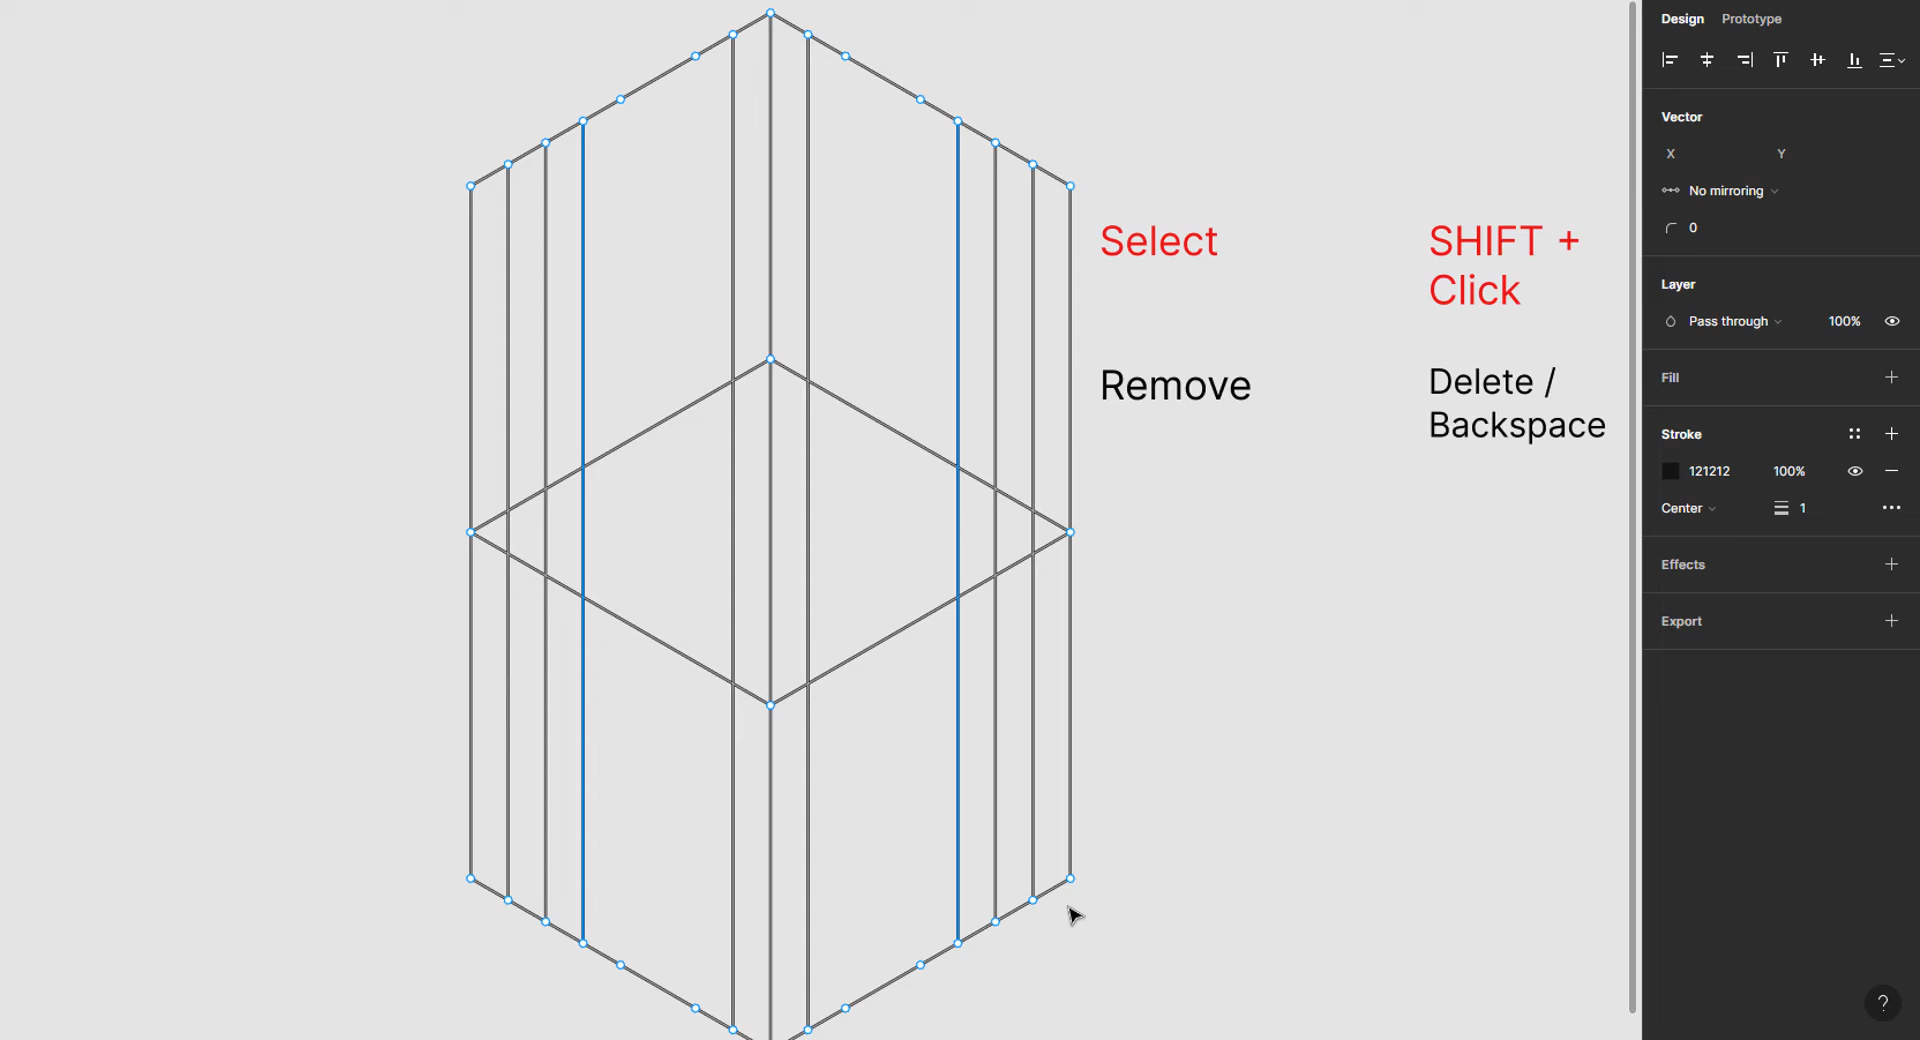 Design Prototype
Vector
X Y
No mirroring
0
Layer
Pass through 100%
Fill
Stroke
121212 100%
Center 1
Effects
Export
?
Select SHIFT +
Click
Remove Delete /
Backspace